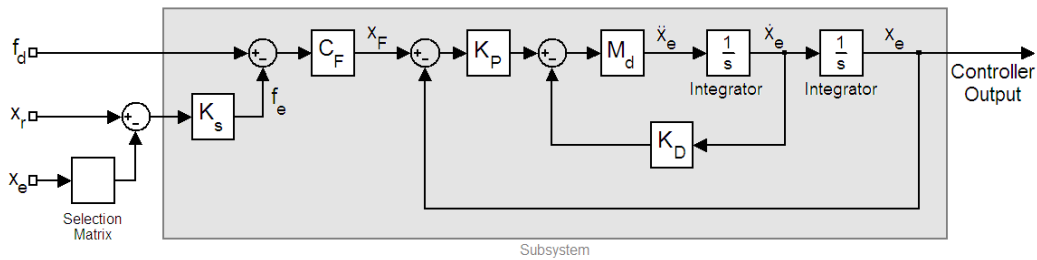 f_d
C_F
x_F
K_P
M_d
ẍ_e
1
s
Integrator
ẋ_e
1
s
Integrator
x_e
Controller
Output
x_r
K_s
f_e
K_D
x_e
Selection
Matrix
Subsystem